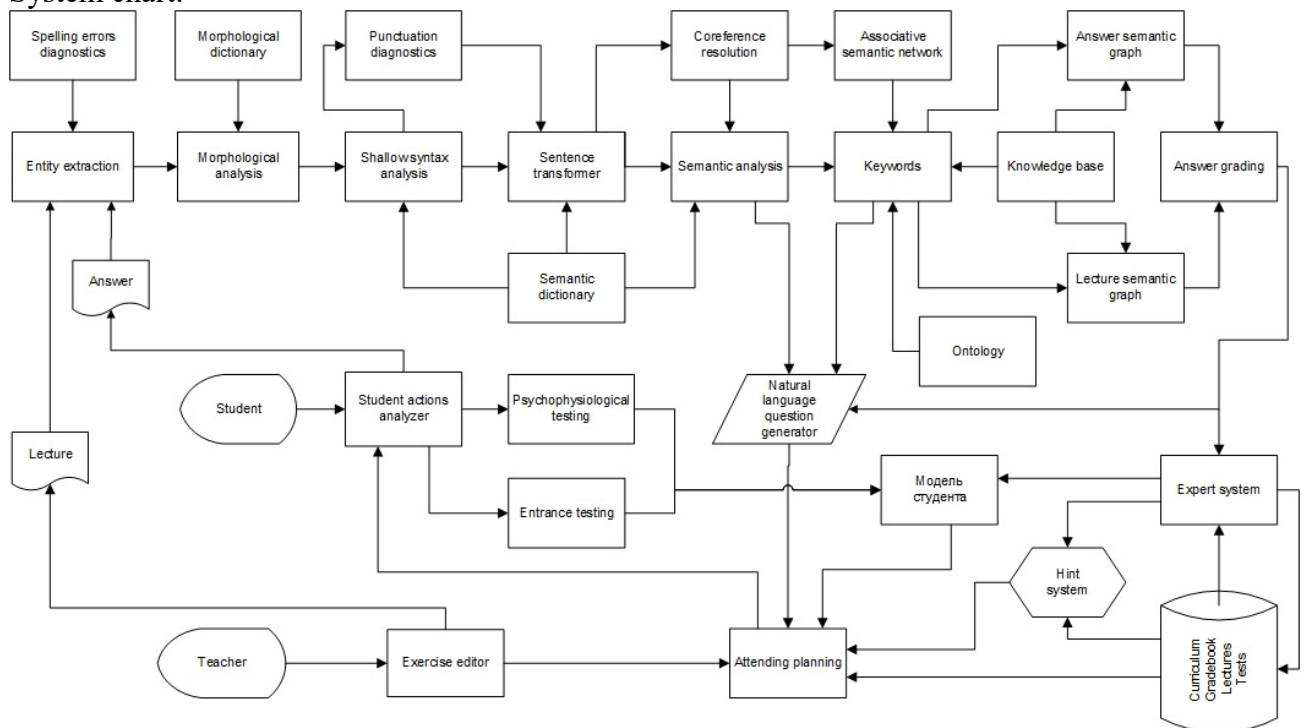 System chart.
Spelling errors
diagnostics
Morphological
dictionary
Punctuation
diagnostics
Coreference
resolution
Associative
semantic network
Answer semantic
graph
Entity extraction
Morphological
analysis
Shallow syntax
analysis
Sentence
transformer
Semantic analysis
Keywords
Knowledge base
Answer grading
Answer
Semantic
dictionary
Lecture semantic
graph
Ontology
Student
Student actions
analyzer
Psychophysiological
testing
Natural
language
question
generator
Lecture
Entrance testing
Модель
студента
Expert system
Hint
system
Teacher
Exercise editor
Attending planning
Curriculum
Gradebook
Lectures
Tests